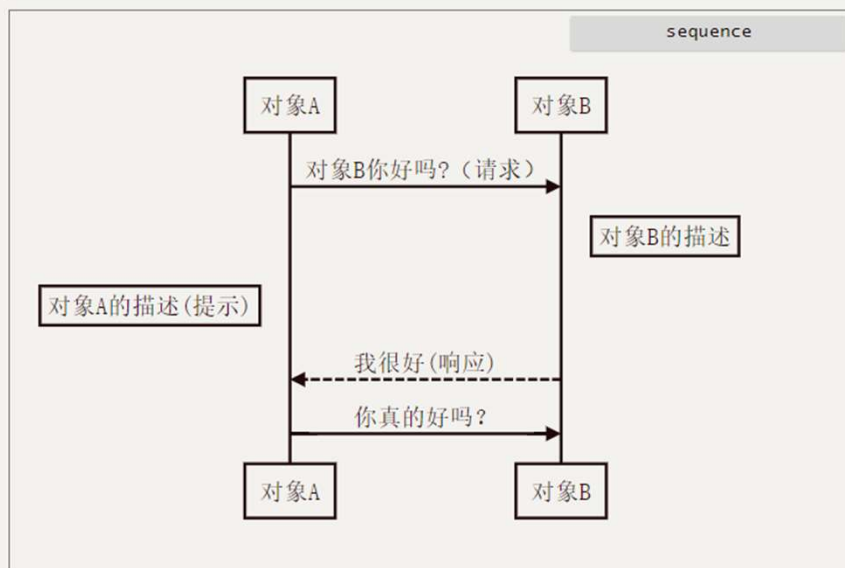 sequence
对象A
对象B
对象B你好吗?（请求）
对象B的描述
对象A的描述(提示)
我很好(响应)
你真的好吗？
对象A
对象B